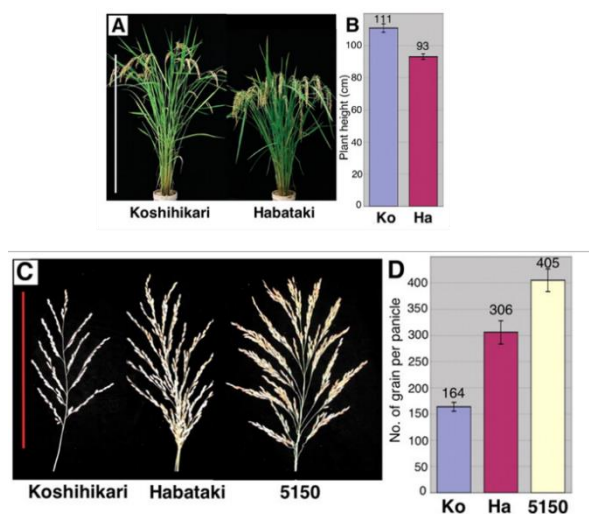 A
Koshihikari Habataki
B
111
93
Plant height (cm)
100
80
60
40
20
0
Ko Ha
C
Koshihikari Habataki 5150
D
405
306
164
No. of grain per panicle
400
350
300
250
200
150
100
50
0
Ko Ha 5150